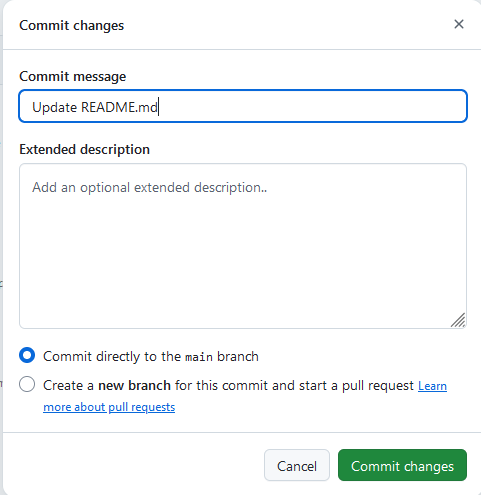 Commit changes
Commit message
Update README.md
Extended description
Add an optional extended description..
Commit directly to the main branch
Create a new branch for this commit and start a pull request Learn
more about pull requests
Cancel
Commit changes